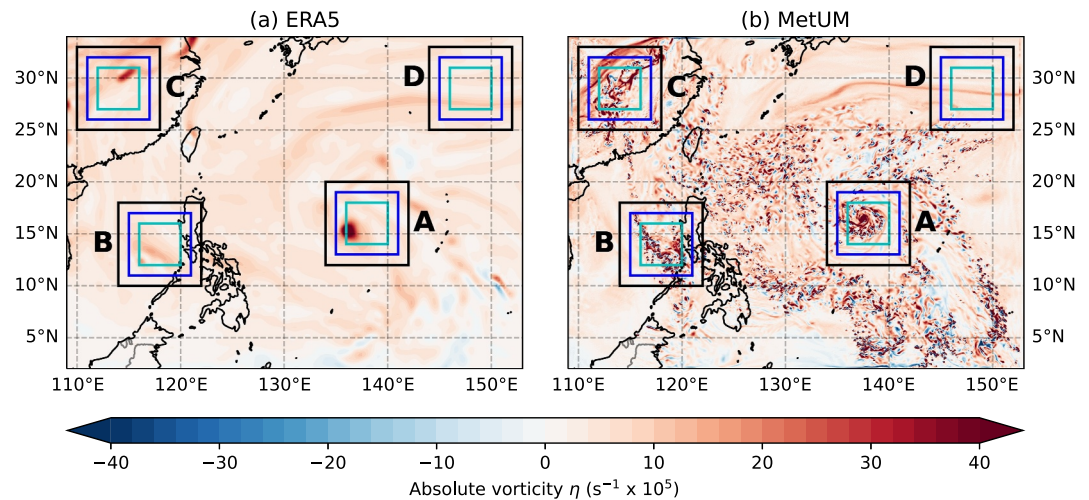 (a) ERA5
(b) MetUM
C
D
C
D
30°N
30°N
25°N
25°N
20°N
20°N
A
A
B
B
15°N
15°N
10°N
10°N
5°N
5°N
110°E 120°E 130°E 140°E 150°E
110°E 120°E 130°E 140°E 150°E
−40 −30 −20 −10 0 10 20 30 40
Absolute vorticity η (s⁻¹ x 10⁵)